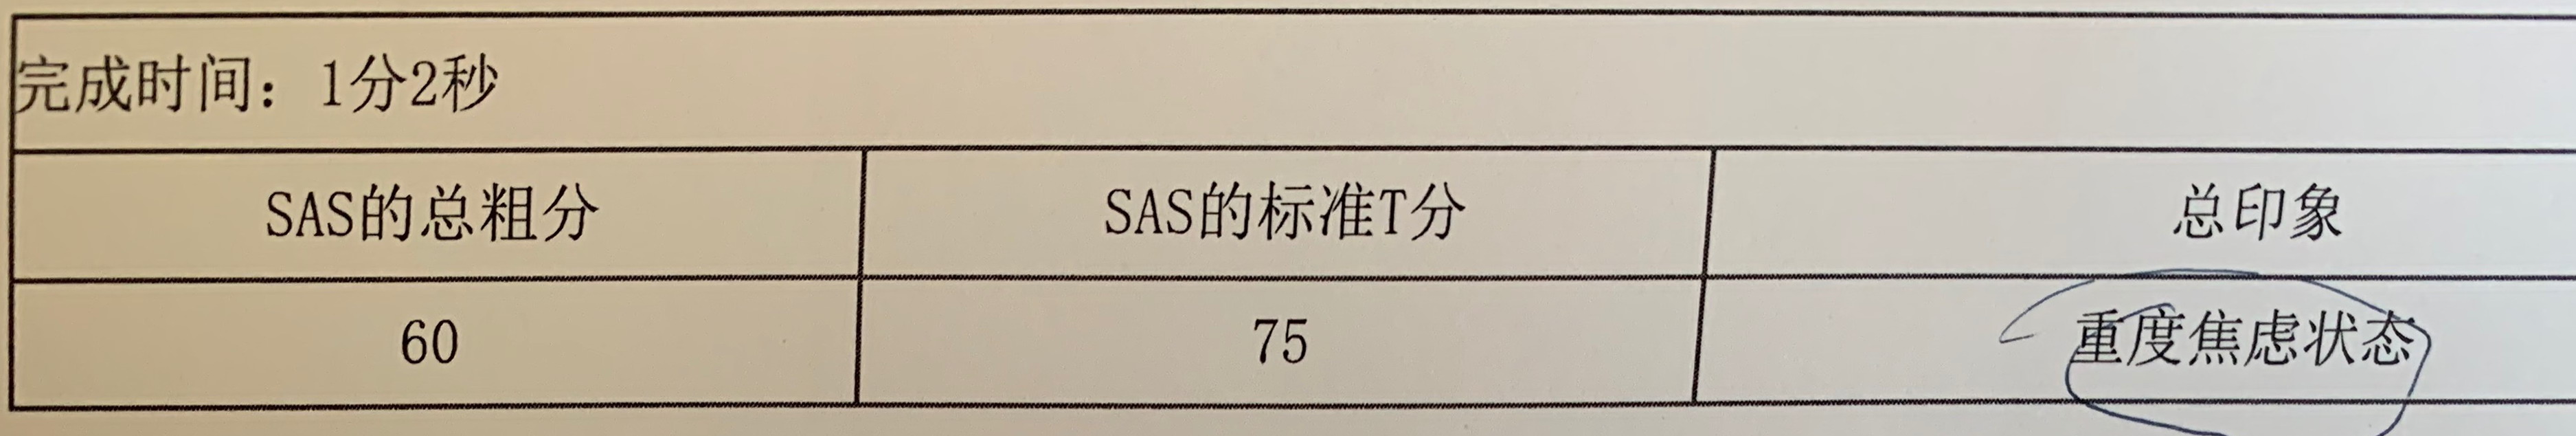 完成时间：1分2秒
SAS的总粗分 SAS的标准T分 总印象
60 75 重度焦虑状态